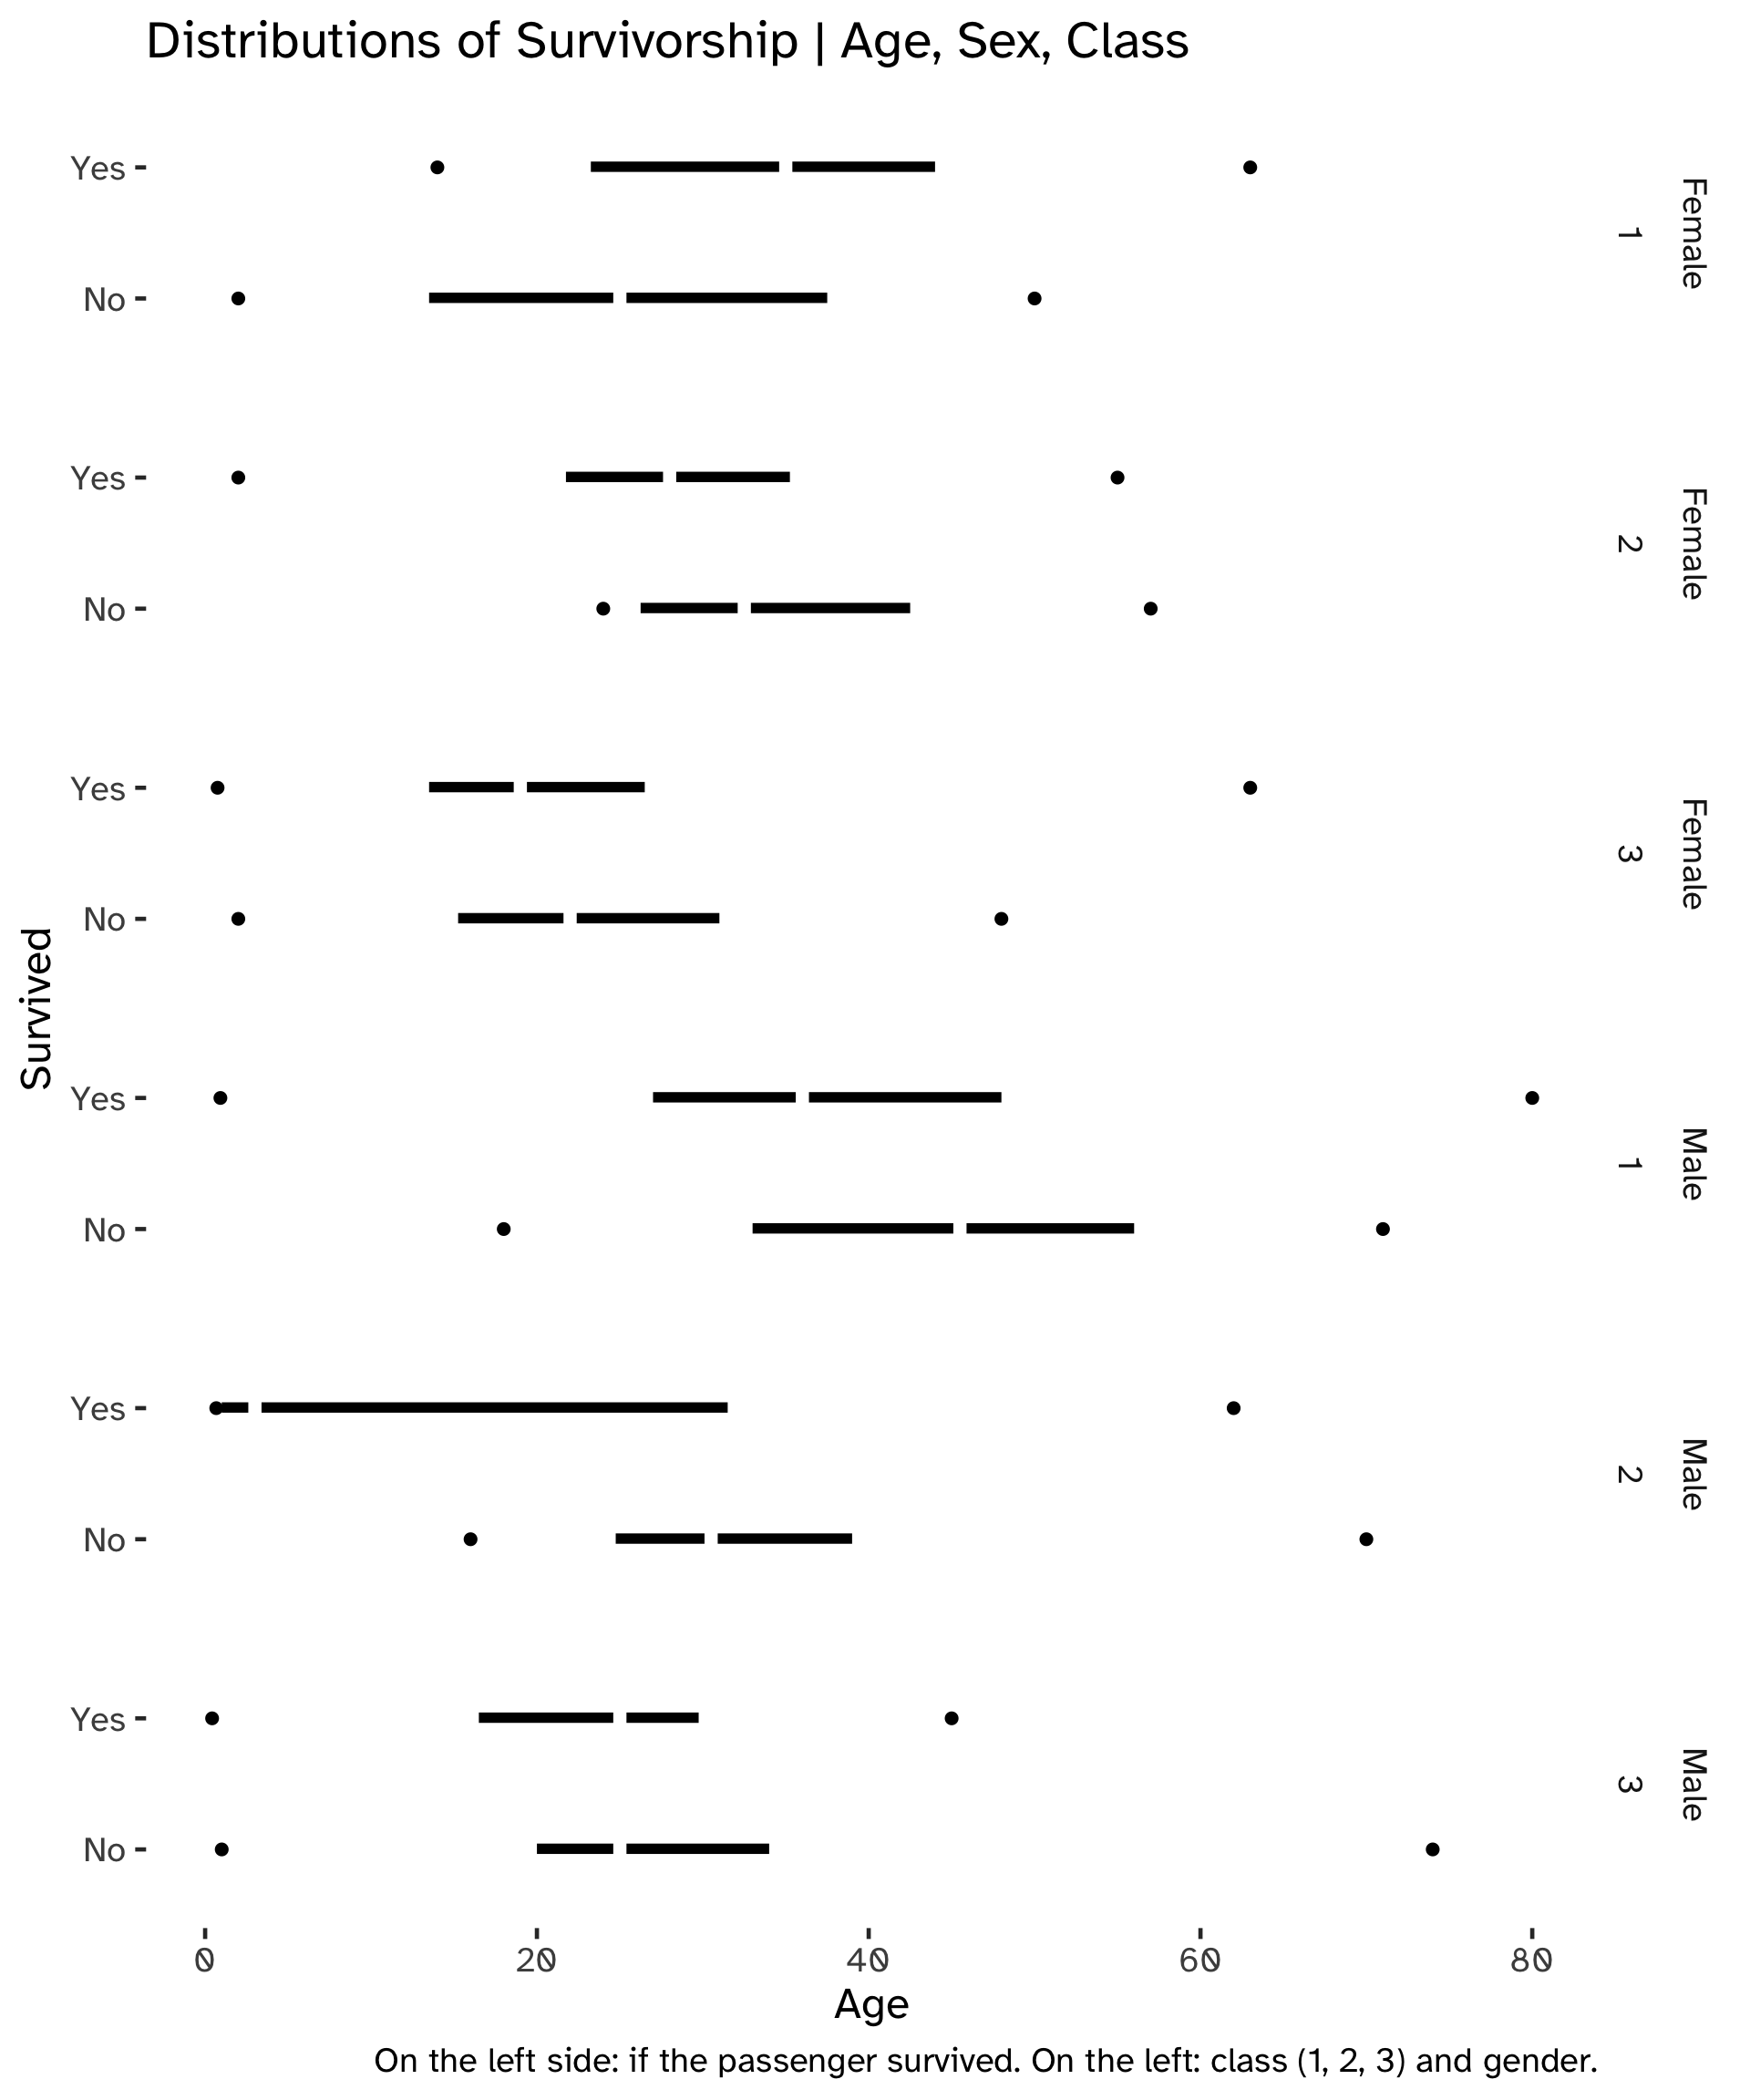 Distributions of Survivorship | Age, Sex, Class
Yes
No
1
Female
Yes
No
2
Female
Yes
No
3
Female
Survived
Yes
No
1
Male
Yes
No
2
Male
Yes
No
3
Male
0 20 40 60 80
Age
On the left side: if the passenger survived. On the left: class (1, 2, 3) and gender.